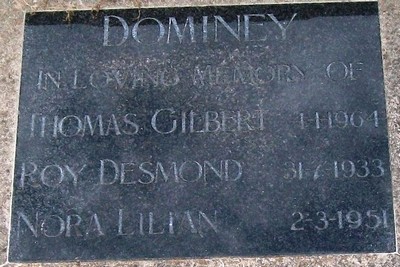 DOMINEY
IN LOVING MEMORY OF
THOMAS GILBERT 4-1-1964
ROY DESMOND 31-7-1933
NORA LILIAN 2-3-1951